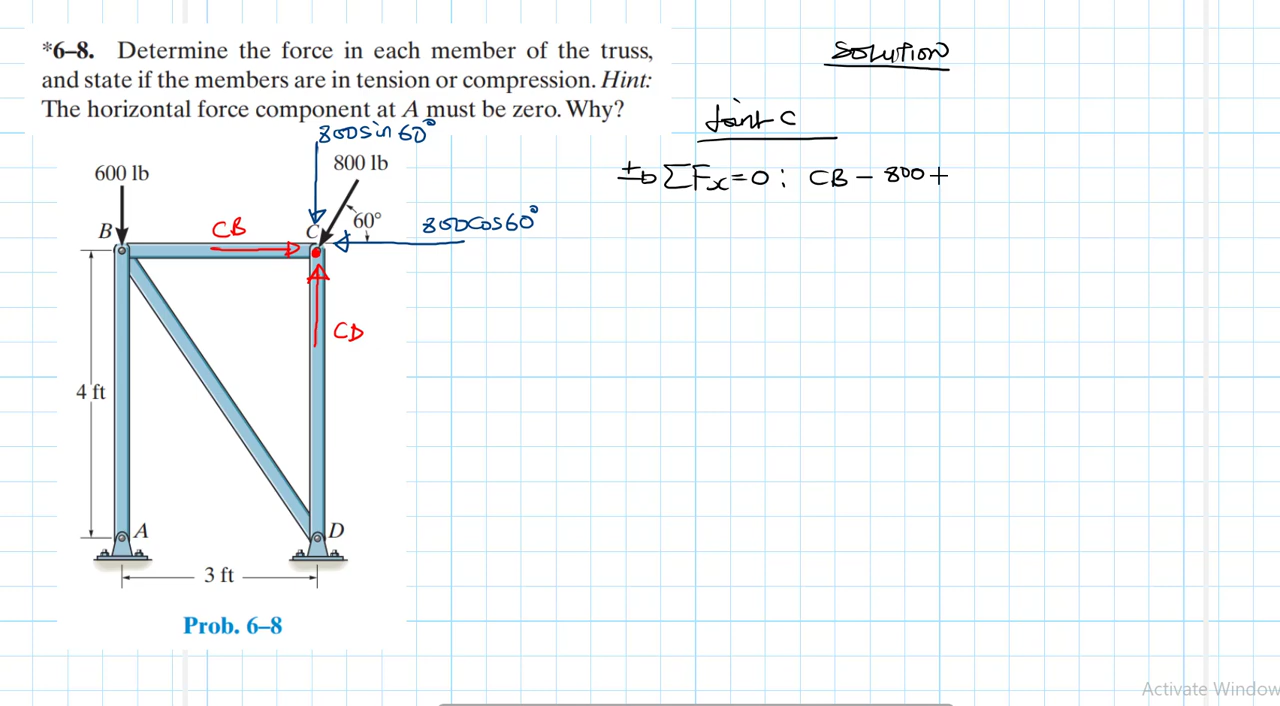 *6–8. Determine the force in each member of the truss,
and state if the members are in tension or compression. Hint:
The horizontal force component at A must be zero. Why?
Solution
Joint C
+ ΣFx = 0 : CB − 800 +
800sin60°
800 lb
600 lb
60°
800cos60°
B
CB
C
CD
4 ft
A
D
3 ft
Prob. 6–8
Activate Window